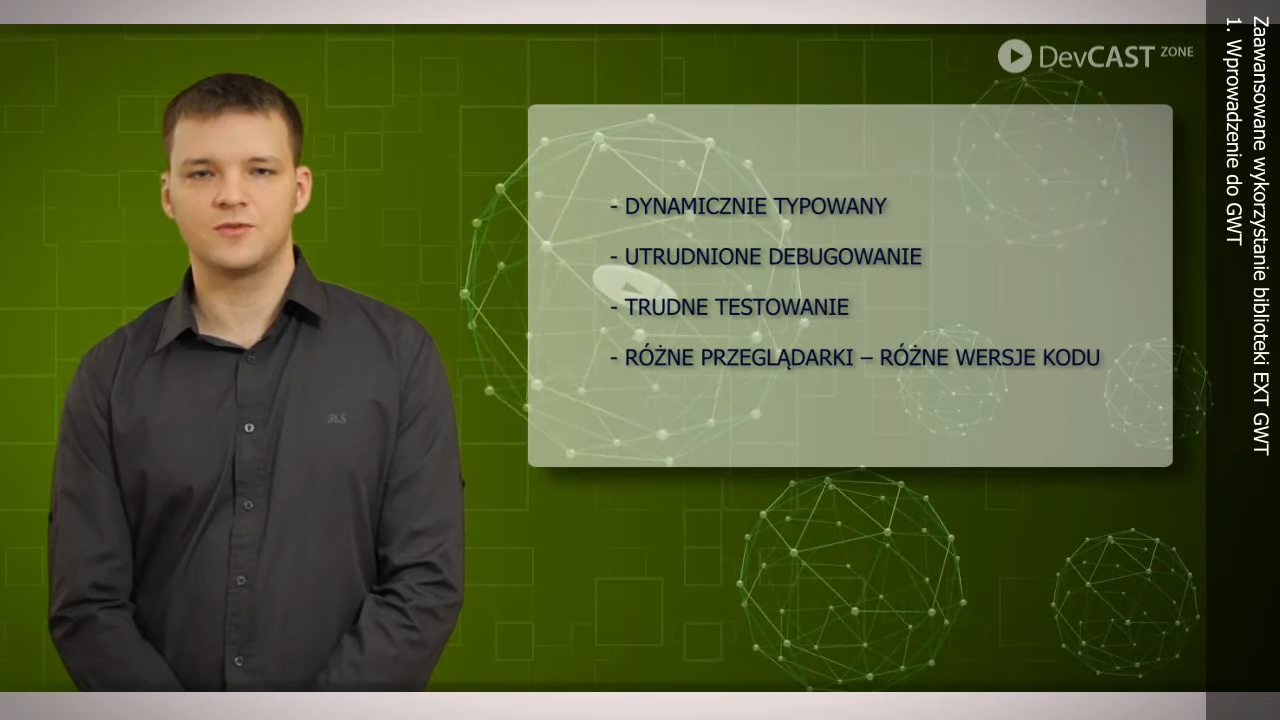 DevCAST ZONE
- DYNAMICZNIE TYPOWANY
- UTRUDNIONE DEBUGOWANIE
- TRUDNE TESTOWANIE
- RÓŻNE PRZEGLĄDARKI – RÓŻNE WERSJE KODU
Zaawansowane wykorzystanie biblioteki EXT GWT
1. Wprowadzenie do GWT